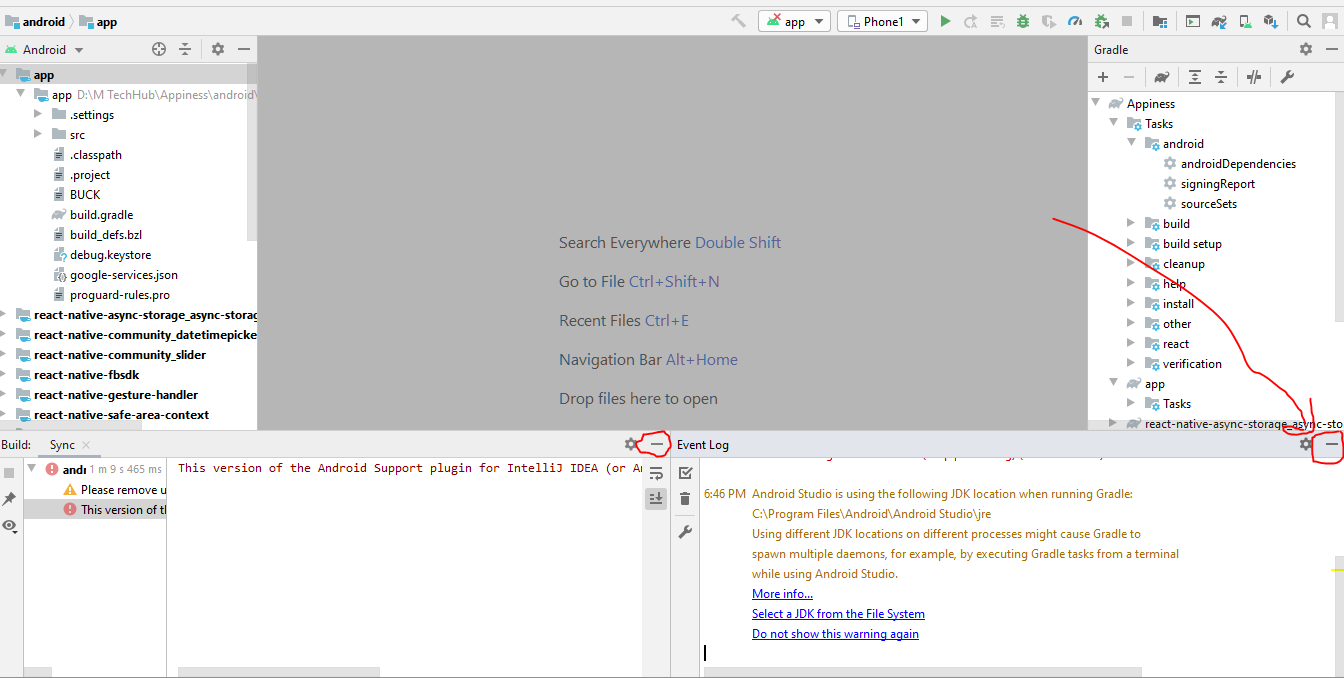 android
app
app
Phone1
Android
app
app D:\M TechHub\Appiness\android\
.settings
src
.classpath
.project
BUCK
build.gradle
build_defs.bzl
debug.keystore
google-services.json
proguard-rules.pro
react-native-async-storage_async-storag
react-native-community_datetimepicke
react-native-community_slider
react-native-fbsdk
react-native-gesture-handler
react-native-safe-area-context
Search Everywhere Double Shift
Go to File Ctrl+Shift+N
Recent Files Ctrl+E
Navigation Bar Alt+Home
Drop files here to open
Gradle
Appiness
Tasks
android
androidDependencies
signingReport
sourceSets
build
build setup
cleanup
help
install
other
react
verification
app
Tasks
react-native-async-storage_async-sto
Build: Sync
andr 1 m 9 s 465 ms
Please remove u
This version of th
This version of the Android Support plugin for IntelliJ IDEA (or An
Event Log
6:46 PM Android Studio is using the following JDK location when running Gradle:
C:\Program Files\Android\Android Studio\jre
Using different JDK locations on different processes might cause Gradle to
spawn multiple daemons, for example, by executing Gradle tasks from a terminal
while using Android Studio.
More info...
Select a JDK from the File System
Do not show this warning again